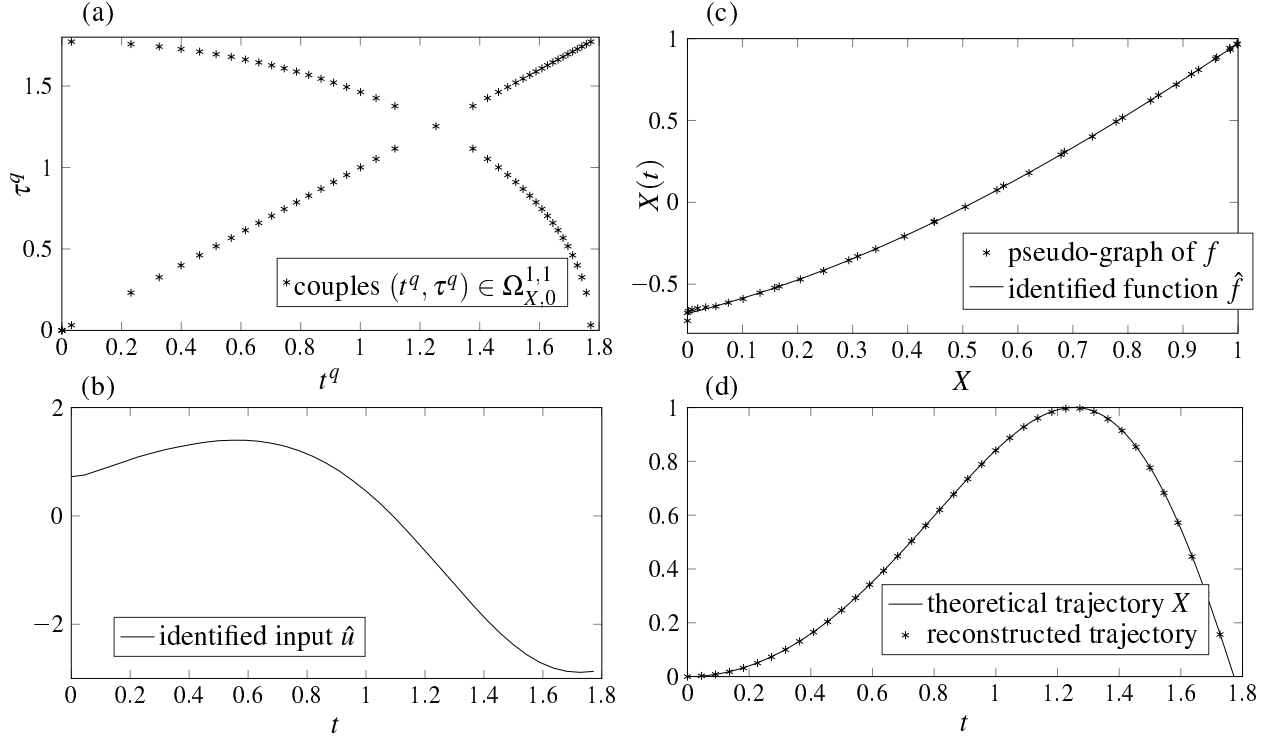 (a)
1.5
1
0.5
0
τ^q
*couples (t^q, τ^q) ∈ Ω^{1,1}_{X,0}
0 0.2 0.4 0.6 0.8 1 1.2 1.4 1.6 1.8
t^q
(c)
1
0.5
0
−0.5
X(t)
pseudo-graph of f
identified function f̂
0 0.1 0.2 0.3 0.4 0.5 0.6 0.7 0.8 0.9 1
X
(b)
2
0
−2
identified input û
0 0.2 0.4 0.6 0.8 1 1.2 1.4 1.6 1.8
t
(d)
1
0.8
0.6
0.4
0.2
0
theoretical trajectory X
reconstructed trajectory
0 0.2 0.4 0.6 0.8 1 1.2 1.4 1.6 1.8
t